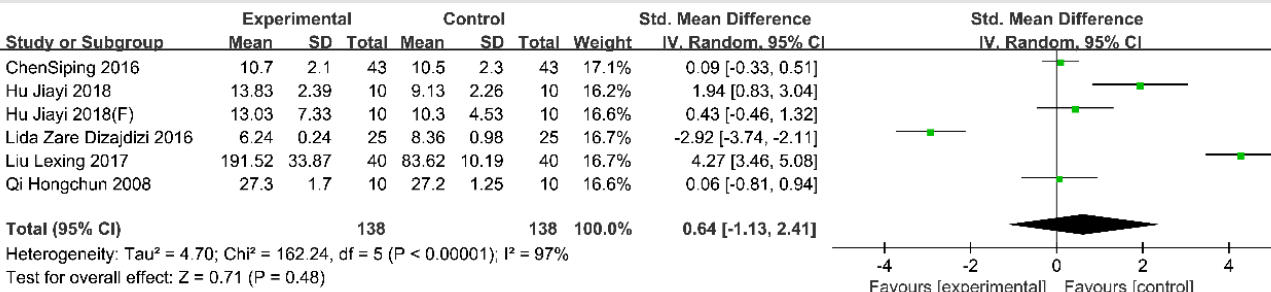 Experimental Control Std. Mean Difference Std. Mean Difference
Study or Subgroup Mean SD Total Mean SD Total Weight IV, Random, 95% CI IV, Random, 95% CI
ChenSiping 2016 10.7 2.1 43 10.5 2.3 43 17.1% 0.09 [-0.33, 0.51]
Hu Jiayi 2018 13.83 2.39 10 9.13 2.26 10 16.2% 1.94 [0.83, 3.04]
Hu Jiayi 2018(F) 13.03 7.33 10 10.3 4.53 10 16.6% 0.43 [-0.46, 1.32]
Lida Zare Dizajdizi 2016 6.24 0.24 25 8.36 0.98 25 16.7% -2.92 [-3.74, -2.11]
Liu Lexing 2017 191.52 33.87 40 83.62 10.19 40 16.7% 4.27 [3.46, 5.08]
Qi Hongchun 2008 27.3 1.7 10 27.2 1.25 10 16.6% 0.06 [-0.81, 0.94]
Total (95% CI) 138 138 100.0% 0.64 [-1.13, 2.41]
Heterogeneity: Tau² = 4.70; Chi² = 162.24, df = 5 (P < 0.00001); I² = 97%
Test for overall effect: Z = 0.71 (P = 0.48)
-4 -2 0 2 4
Favours [experimental] Favours [control]